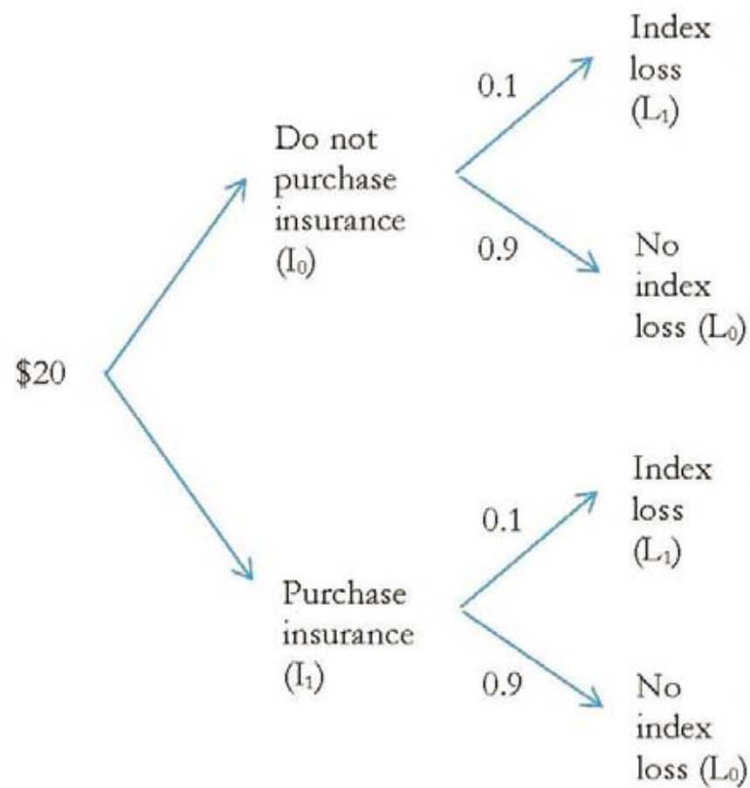 Index
loss
(L₁)
0.1
Do not
purchase
insurance
(I₀)
0.9
No
index
loss (L₀)
$20
Index
loss
(L₁)
0.1
Purchase
insurance
(I₁)
0.9
No
index
loss (L₀)